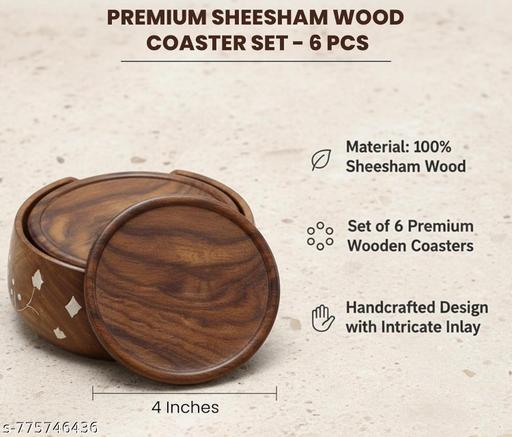 PREMIUM SHEESHAM WOOD
COASTER SET - 6 PCS
Material: 100%
Sheesham Wood
Set of 6 Premium
Wooden Coasters
Handcrafted Design
with Intricate Inlay
4 Inches
s-775746436